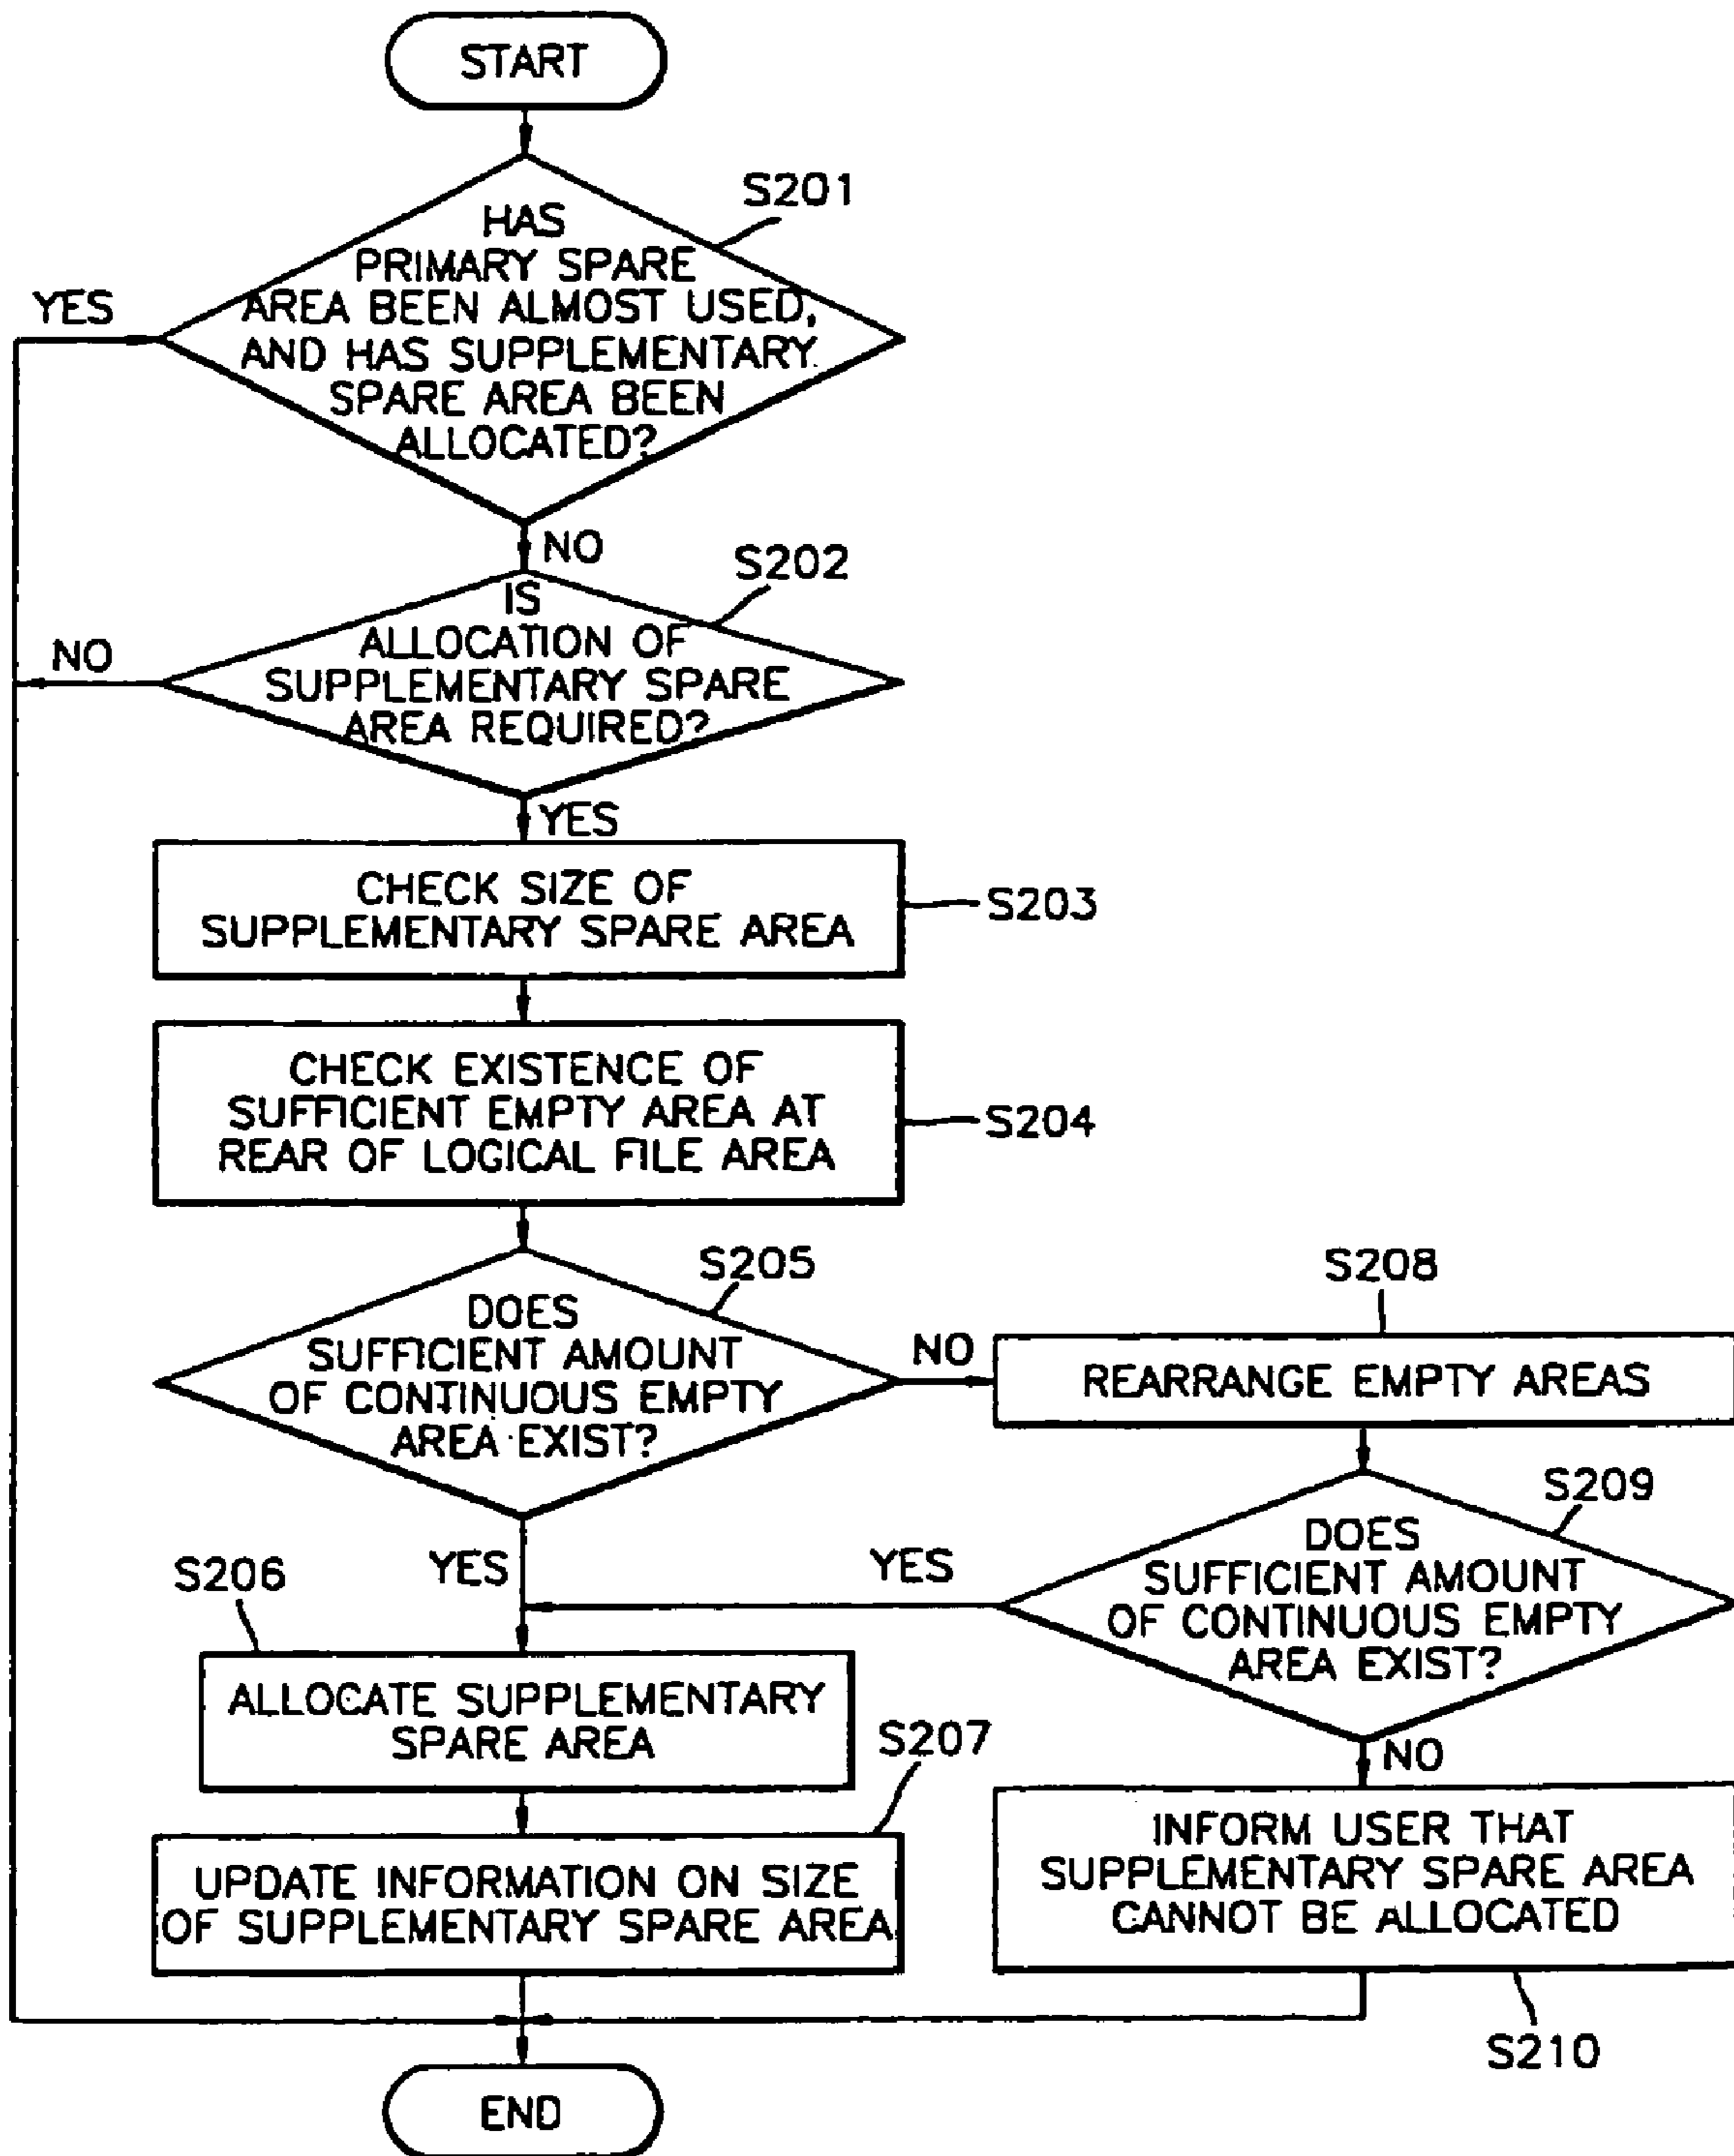 START
S201
HAS
PRIMARY SPARE
AREA BEEN ALMOST USED,
AND HAS SUPPLEMENTARY
SPARE AREA BEEN
ALLOCATED?
YES
NO
S202
IS
ALLOCATION OF
SUPPLEMENTARY SPARE
AREA REQUIRED?
NO
YES
CHECK SIZE OF
SUPPLEMENTARY SPARE AREA
S203
CHECK EXISTENCE OF
SUFFICIENT EMPTY AREA AT
REAR OF LOGICAL FILE AREA
S204
S205
DOES
SUFFICIENT AMOUNT
OF CONTINUOUS EMPTY
AREA EXIST?
NO
S208
REARRANGE EMPTY AREAS
S209
DOES
SUFFICIENT AMOUNT
OF CONTINUOUS EMPTY
AREA EXIST?
YES
YES
S206
ALLOCATE SUPPLEMENTARY
SPARE AREA
S207
UPDATE INFORMATION ON SIZE
OF SUPPLEMENTARY SPARE AREA
NO
INFORM USER THAT
SUPPLEMENTARY SPARE AREA
CANNOT BE ALLOCATED
S210
END